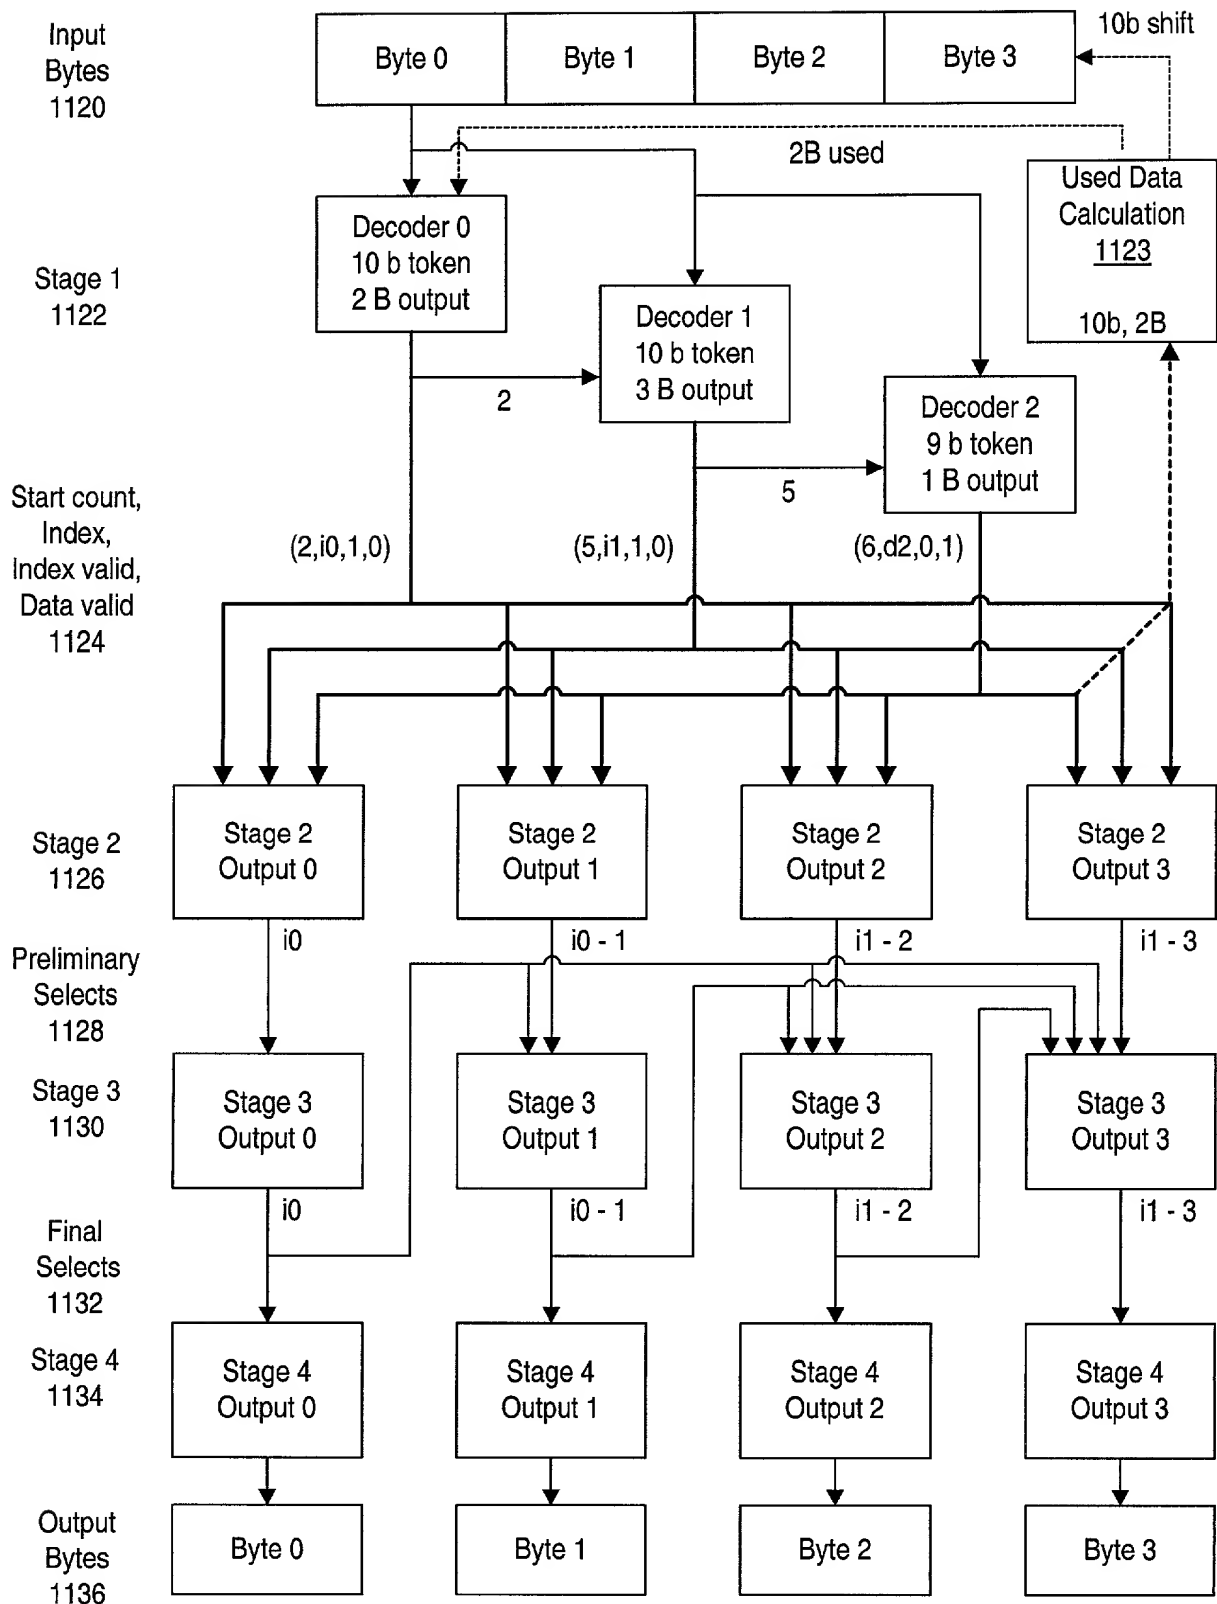 Input
Bytes
1120
Byte 0
Byte 1
Byte 2
Byte 3
10b shift
2B used
Used Data
Calculation
1123
10b, 2B
Stage 1
1122
Decoder 0
10 b token
2 B output
Decoder 1
10 b token
3 B output
Decoder 2
9 b token
1 B output
2
5
Start count,
Index,
Index valid,
Data valid
1124
(2,i0,1,0)
(5,i1,1,0)
(6,d2,0,1)
Stage 2
1126
Stage 2
Output 0
Stage 2
Output 1
Stage 2
Output 2
Stage 2
Output 3
Preliminary
Selects
1128
i0
i0 - 1
i1 - 2
i1 - 3
Stage 3
1130
Stage 3
Output 0
Stage 3
Output 1
Stage 3
Output 2
Stage 3
Output 3
Final
Selects
1132
i0
i0 - 1
i1 - 2
i1 - 3
Stage 4
1134
Stage 4
Output 0
Stage 4
Output 1
Stage 4
Output 2
Stage 4
Output 3
Output
Bytes
1136
Byte 0
Byte 1
Byte 2
Byte 3